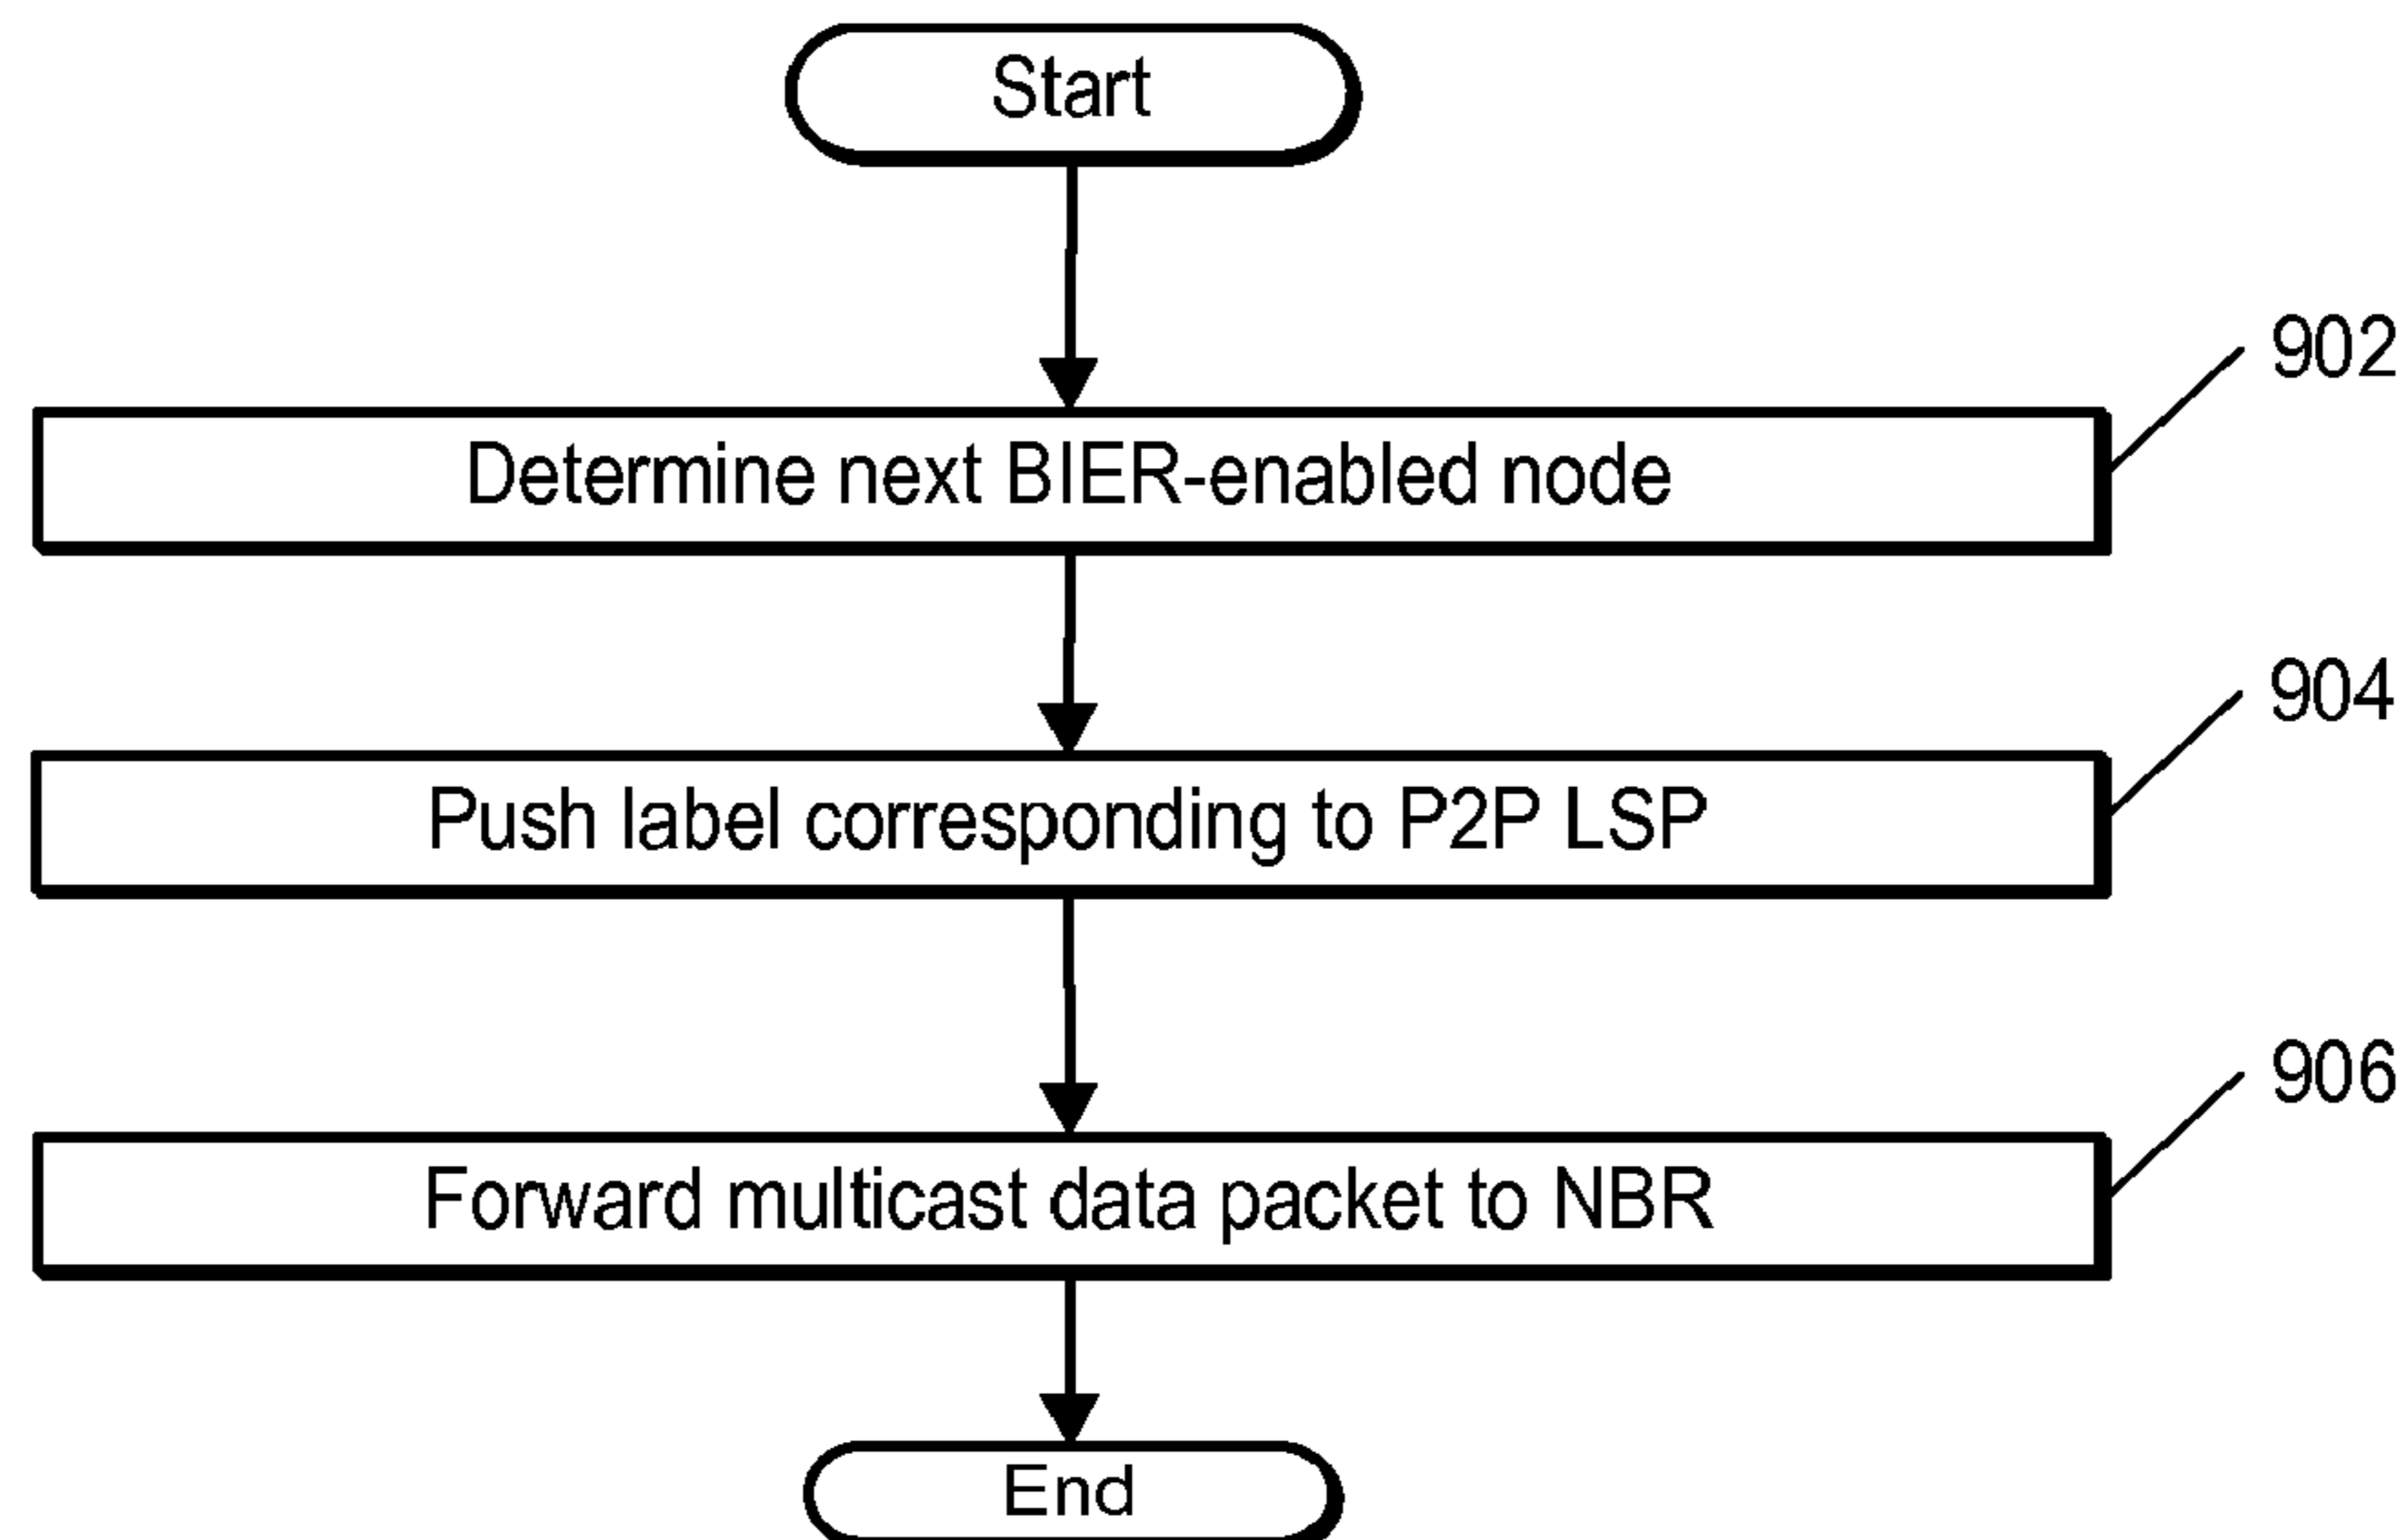 Start
902
Determine next BIER-enabled node
904
Push label corresponding to P2P LSP
906
Forward multicast data packet to NBR
End